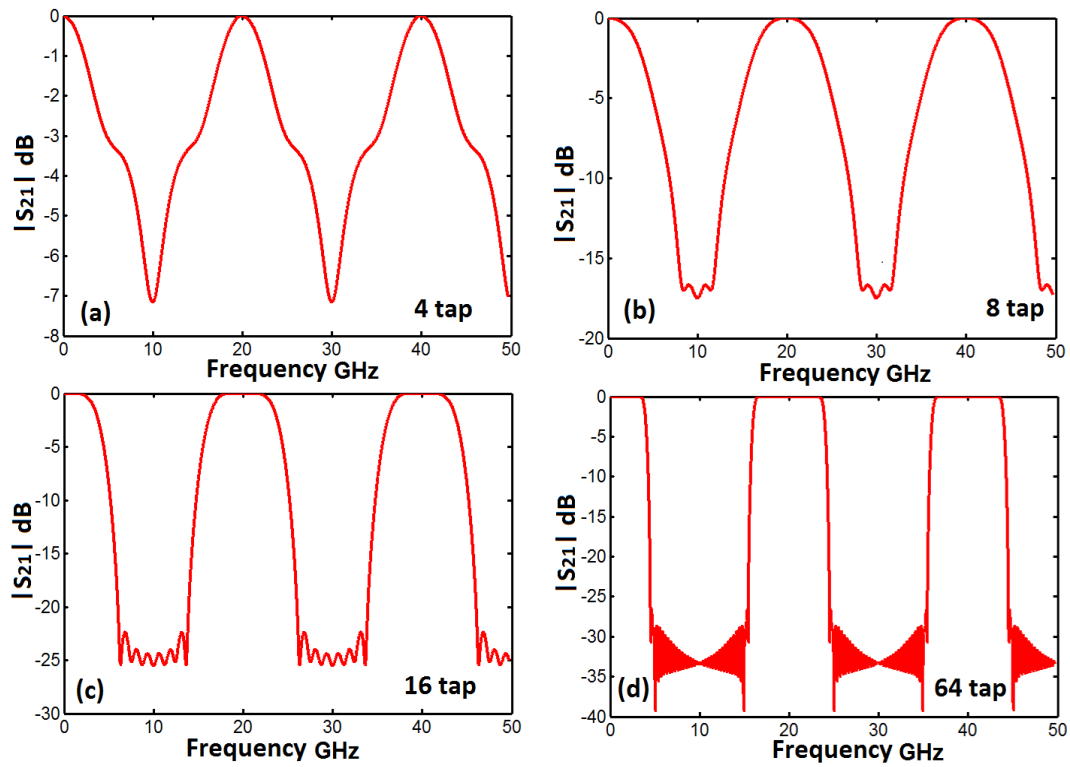 0
-1
-2
-3
-4
-5
-6
-7
-8
|S21| dB
(a)
4 tap
0 10 20 30 40 50
Frequency GHz
0
-5
-10
-15
-20
|S21| dB
(b)
8 tap
0 10 20 30 40 50
Frequency GHz
0
-5
-10
-15
-20
-25
-30
|S21| dB
(c)
16 tap
0 10 20 30 40 50
Frequency GHz
0
-5
-10
-15
-20
-25
-30
-35
-40
|S21| dB
(d)
64 tap
0 10 20 30 40 50
Frequency GHz